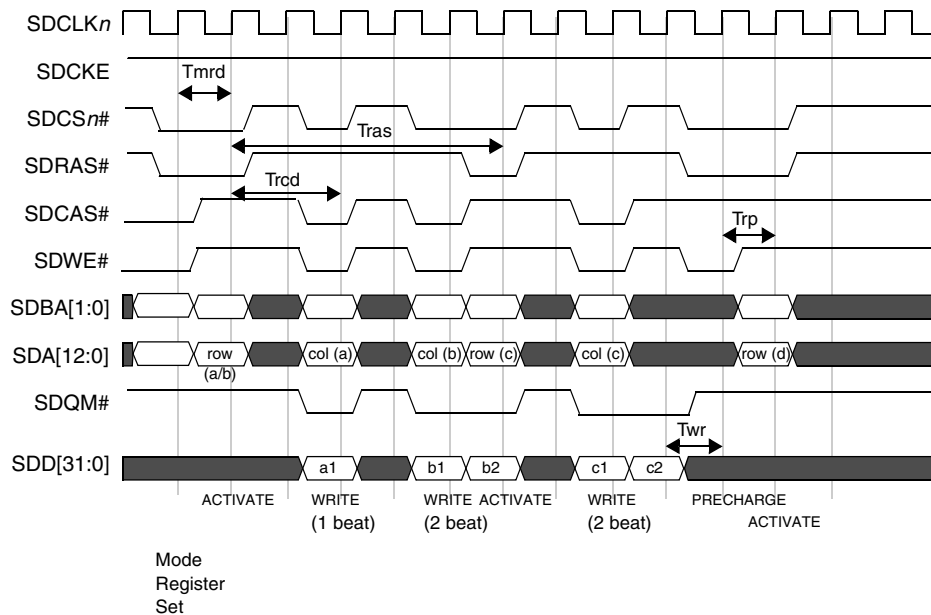 SDCLKn
SDCKE
Tmrd
SDCSn#
Tras
SDRAS#
Trcd
SDCAS#
Trp
SDWE#
SDBA[1:0]
SDA[12:0] row col (a) col (b) row (c) col (c) row (d)
(a/b)
SDQM#
Twr
SDD[31:0] a1 b1 b2 c1 c2
ACTIVATE WRITE WRITE ACTIVATE WRITE PRECHARGE
(1 beat) (2 beat) (2 beat) ACTIVATE
Mode
Register
Set